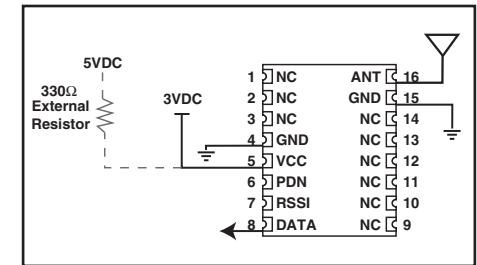 5VDC
330Ω
External
Resistor
3VDC
1 NC ANT 16
2 NC GND 15
3 NC NC 14
4 GND NC 13
5 VCC NC 12
6 PDN NC 11
7 RSSI NC 10
8 DATA NC 9